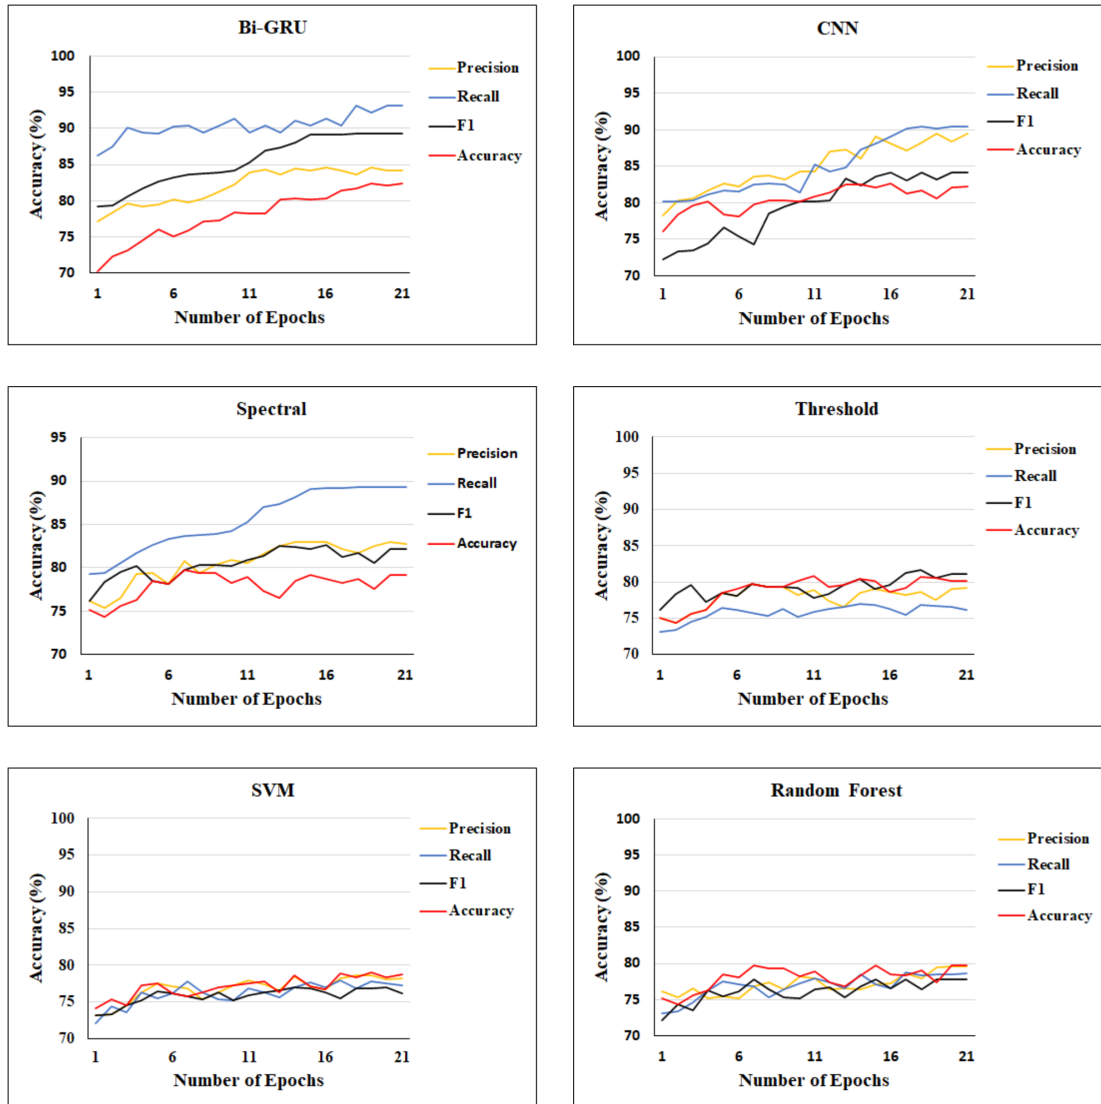 Bi-GRU
100
95
90
85
80
75
70
Accuracy (%)
1 6 11 16 21
Number of Epochs
Precision
Recall
F1
Accuracy
CNN
100
95
90
85
80
75
70
Accuracy (%)
1 6 11 16 21
Number of Epochs
Precision
Recall
F1
Accuracy
Spectral
95
90
85
80
75
70
Accuracy (%)
1 6 11 16 21
Number of Epochs
Precision
Recall
F1
Accuracy
Threshold
100
95
90
85
80
75
70
Accuracy (%)
1 6 11 16 21
Number of Epochs
Precision
Recall
F1
Accuracy
SVM
100
95
90
85
80
75
70
Accuracy (%)
1 6 11 16 21
Number of Epochs
Precision
Recall
F1
Accuracy
Random Forest
100
95
90
85
80
75
70
Accuracy (%)
1 6 11 16 21
Number of Epochs
Precision
Recall
F1
Accuracy